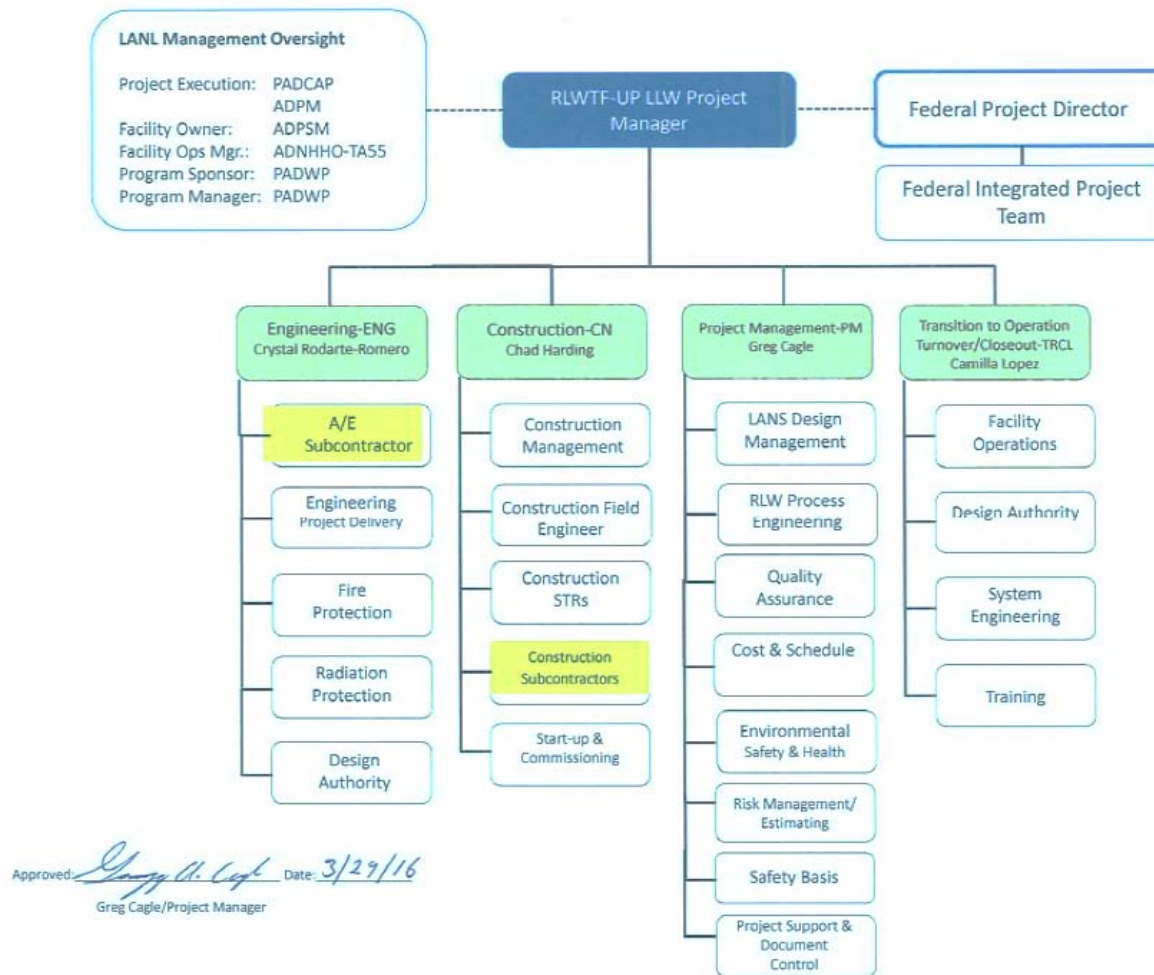 LANL Management Oversight
Project Execution: PADCAP
ADPM
Facility Owner: ADPSM
Facility Ops Mgr.: ADNHHO-TA55
Program Sponsor: PADWP
Program Manager: PADWP
RLWTF-UP LLW Project
Manager
Federal Project Director
Federal Integrated Project
Team
Engineering-ENG
Crystal Rodarte-Romero
A/E
Subcontractor
Engineering
Project Delivery
Fire
Protection
Radiation
Protection
Design
Authority
Construction-CN
Chad Harding
Construction
Management
Construction Field
Engineer
Construction
STRs
Construction
Subcontractors
Start-up &
Commissioning
Project Management-PM
Greg Cagle
LANS Design
Management
RLW Process
Engineering
Quality
Assurance
Cost & Schedule
Environmental
Safety & Health
Risk Management/
Estimating
Safety Basis
Project Support &
Document
Control
Transition to Operation
Turnover/Closeout-TRCL
Camilla Lopez
Facility
Operations
Design Authority
System
Engineering
Training
Approved: Date: 3/29/16
Greg Cagle/Project Manager